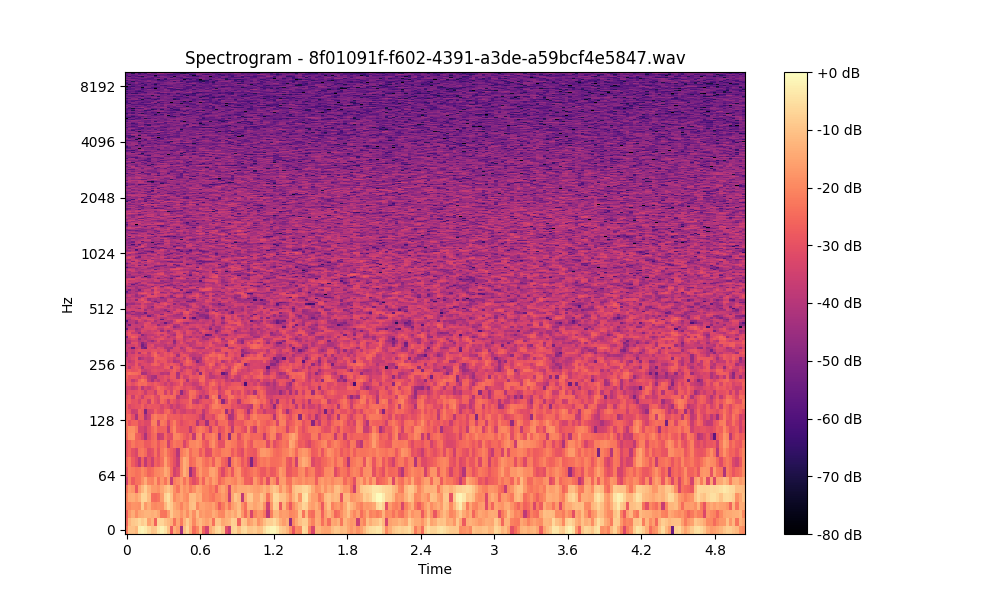 Spectrogram - 8f01091f-f602-4391-a3de-a59bcf4e5847.wav
8192
4096
2048
1024
512
256
128
64
0
Hz
0 0.6 1.2 1.8 2.4 3 3.6 4.2 4.8
Time
+0 dB
-10 dB
-20 dB
-30 dB
-40 dB
-50 dB
-60 dB
-70 dB
-80 dB